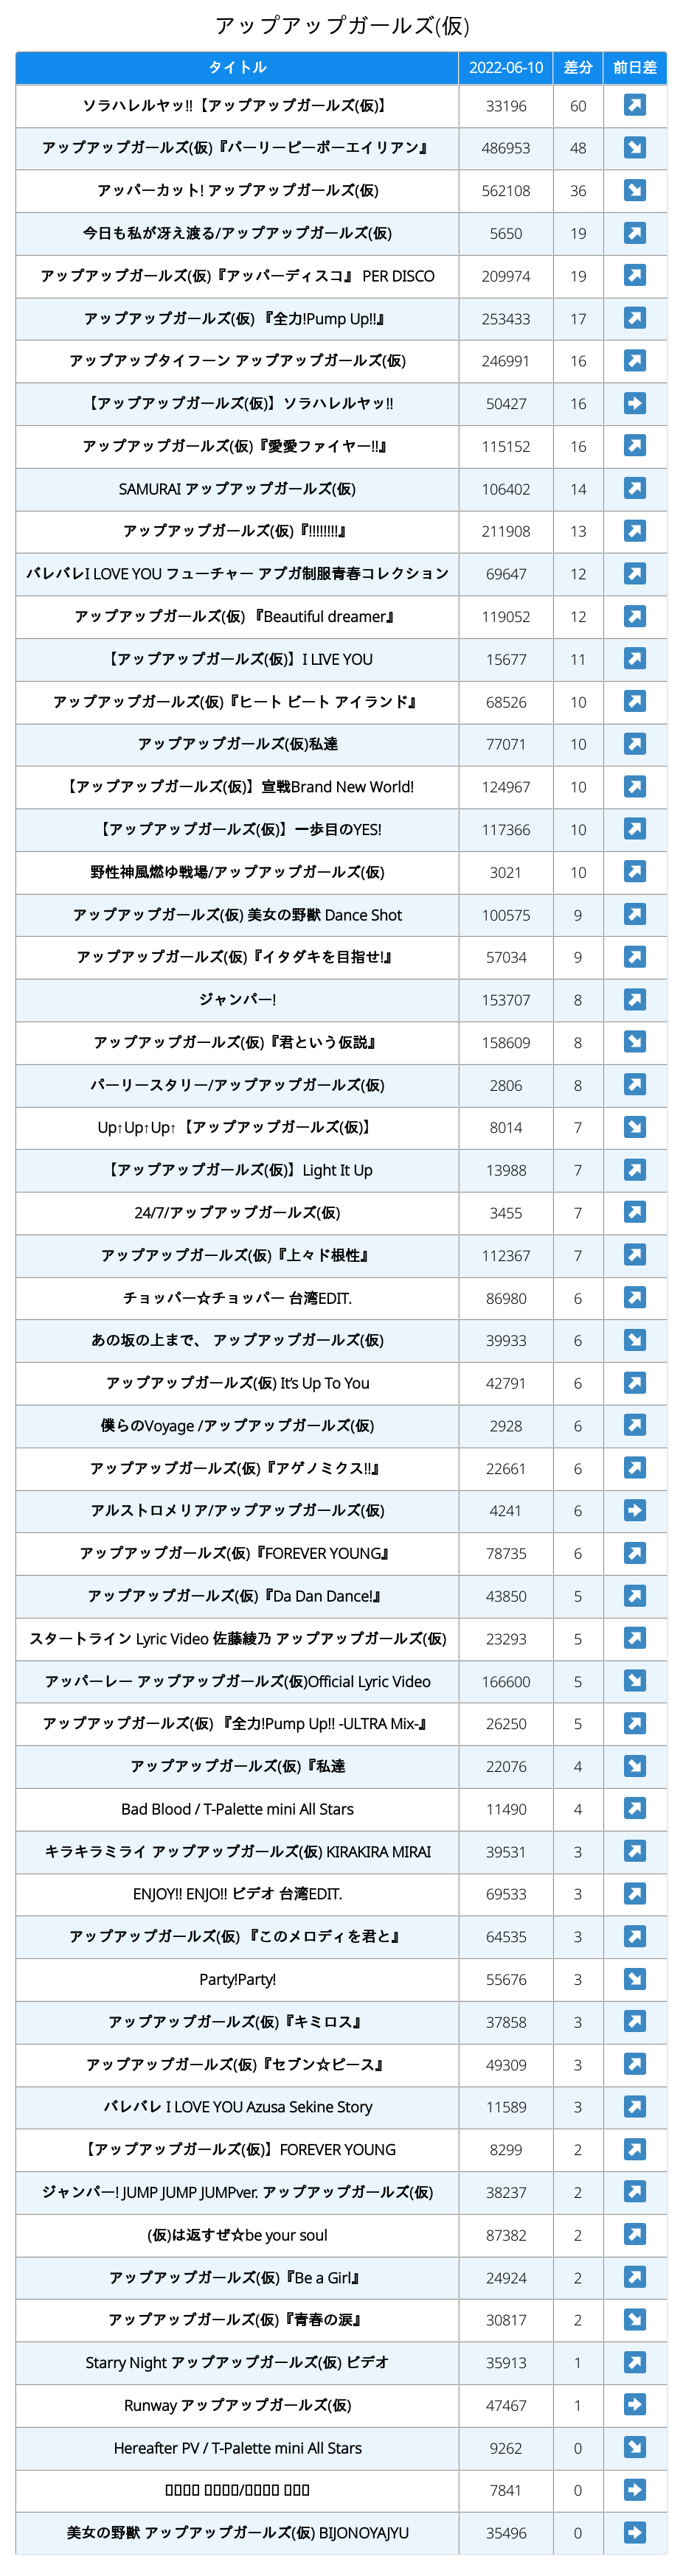 アップアップガールズ(仮)
タイトル 2022-06-10 差分 前日差
ソラハレルヤッ!!【アップアップガールズ(仮)】 33196 60 ↗
アップアップガールズ(仮)『パーリーピーポーエイリアン』 486953 48 ↘
アッパーカット! アップアップガールズ(仮) 562108 36 ↘
今日も私が冴え渡る/アップアップガールズ(仮) 5650 19 ↗
アップアップガールズ(仮)『アッパーディスコ』 PER DISCO 209974 19 ↗
アップアップガールズ(仮) 『全力!Pump Up!!』 253433 17 ↗
アップアップタイフーン アップアップガールズ(仮) 246991 16 ↗
【アップアップガールズ(仮)】ソラハレルヤッ!! 50427 16 ➡
アップアップガールズ(仮)『愛愛ファイヤー!!』 115152 16 ↗
SAMURAI アップアップガールズ(仮) 106402 14 ↗
アップアップガールズ(仮)『!!!!!!!!』 211908 13 ↗
バレバレI LOVE YOU フューチャー アプガ制服青春コレクション 69647 12 ↗
アップアップガールズ(仮) 『Beautiful dreamer』 119052 12 ↗
【アップアップガールズ(仮)】I LIVE YOU 15677 11 ↗
アップアップガールズ(仮)『ヒート ビート アイランド』 68526 10 ↗
アップアップガールズ(仮)私達 77071 10 ↗
【アップアップガールズ(仮)】宣戦Brand New World! 124967 10 ↗
【アップアップガールズ(仮)】一歩目のYES! 117366 10 ↗
野性神風燃ゆ戦場/アップアップガールズ(仮) 3021 10 ↗
アップアップガールズ(仮) 美女の野獣 Dance Shot 100575 9 ↗
アップアップガールズ(仮)『イタダキを目指せ!』 57034 9 ↗
ジャンパー! 153707 8 ↗
アップアップガールズ(仮)『君という仮説』 158609 8 ↘
パーリースタリー/アップアップガールズ(仮) 2806 8 ↗
Up↑Up↑Up↑【アップアップガールズ(仮)】 8014 7 ↘
【アップアップガールズ(仮)】Light It Up 13988 7 ↗
24/7/アップアップガールズ(仮) 3455 7 ↗
アップアップガールズ(仮)『上々ド根性』 112367 7 ↗
チョッパー☆チョッパー 台湾EDIT. 86980 6 ↗
あの坂の上まで、 アップアップガールズ(仮) 39933 6 ↘
アップアップガールズ(仮) It's Up To You 42791 6 ↗
僕らのVoyage /アップアップガールズ(仮) 2928 6 ↗
アップアップガールズ(仮)『アゲノミクス!!』 22661 6 ↗
アルストロメリア/アップアップガールズ(仮) 4241 6 ➡
アップアップガールズ(仮)『FOREVER YOUNG』 78735 6 ↗
アップアップガールズ(仮)『Da Dan Dance!』 43850 5 ↗
スタートライン Lyric Video 佐藤綾乃 アップアップガールズ(仮) 23293 5 ↗
アッパーレー アップアップガールズ(仮)Official Lyric Video 166600 5 ↘
アップアップガールズ(仮) 『全力!Pump Up!! -ULTRA Mix-』 26250 5 ↗
アップアップガールズ(仮)『私達 22076 4 ↘
Bad Blood / T-Palette mini All Stars 11490 4 ↗
キラキラミライ アップアップガールズ(仮) KIRAKIRA MIRAI 39531 3 ↗
ENJOY!! ENJO!! ビデオ 台湾EDIT. 69533 3 ↗
アップアップガールズ(仮) 『このメロディを君と』 64535 3 ↗
Party!Party! 55676 3 ↘
アップアップガールズ(仮)『キミロス』 37858 3 ↗
アップアップガールズ(仮)『セブン☆ピース』 49309 3 ↗
バレバレ I LOVE YOU Azusa Sekine Story 11589 3 ↗
【アップアップガールズ(仮)】FOREVER YOUNG 8299 2 ↗
ジャンパー! JUMP JUMP JUMPver. アップアップガールズ(仮) 38237 2 ↗
(仮)は返すぜ☆be your soul 87382 2 ↗
アップアップガールズ(仮)『Be a Girl』 24924 2 ↗
アップアップガールズ(仮)『青春の涙』 30817 2 ↘
Starry Night アップアップガールズ(仮) ビデオ 35913 1 ↗
Runway アップアップガールズ(仮) 47467 1 ➡
Hereafter PV / T-Palette mini All Stars 9262 0 ↘
7841 0 ➡
美女の野獣 アップアップガールズ(仮) BIJONOYAJYU 35496 0 ➡